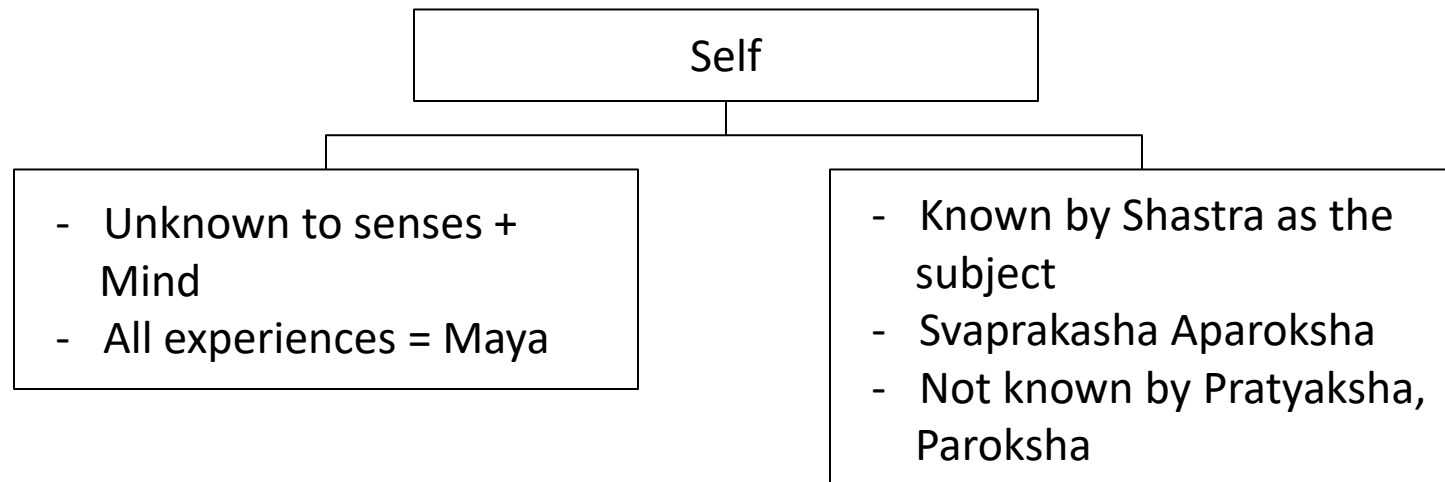 Self
- Unknown to senses +
Mind
- All experiences = Maya
- Known by Shastra as the
subject
- Svaprakasha Aparoksha
- Not known by Pratyaksha,
Paroksha